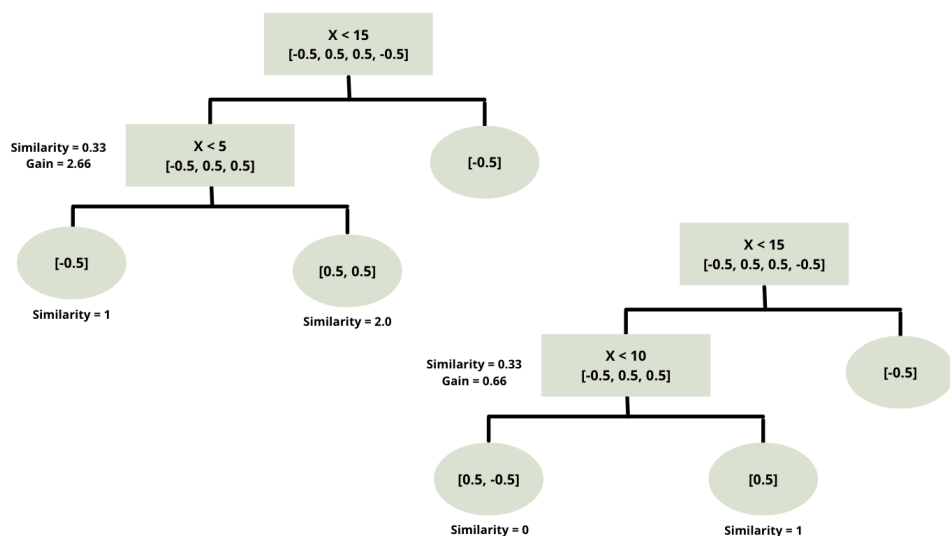 X < 15
[-0.5, 0.5, 0.5, -0.5]
Similarity = 0.33
Gain = 2.66
X < 5
[-0.5, 0.5, 0.5]
[-0.5]
[-0.5]
[0.5, 0.5]
Similarity = 1
Similarity = 2.0
X < 15
[-0.5, 0.5, 0.5, -0.5]
Similarity = 0.33
Gain = 0.66
X < 10
[-0.5, 0.5, 0.5]
[-0.5]
[0.5, -0.5]
[0.5]
Similarity = 0
Similarity = 1